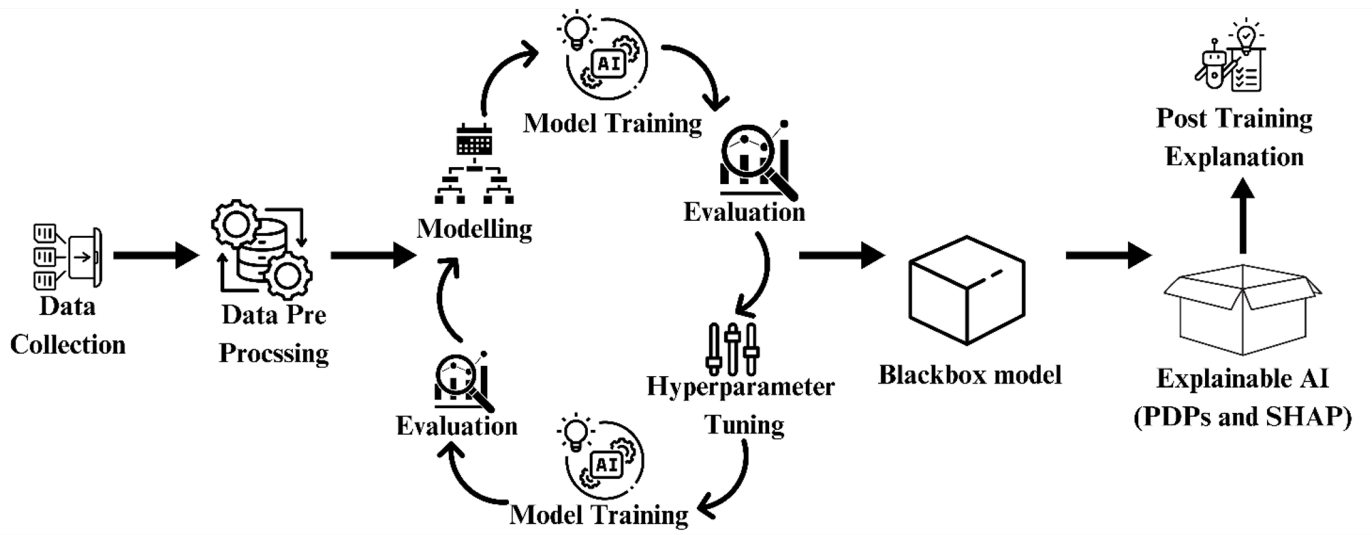 Data
Collection
Data Pre
Procssing
Modelling
AI
Model Training
Evaluation
Hyperparameter
Tuning
AI
Model Training
Evaluation
Blackbox model
Explainable AI
(PDPs and SHAP)
Post Training
Explanation